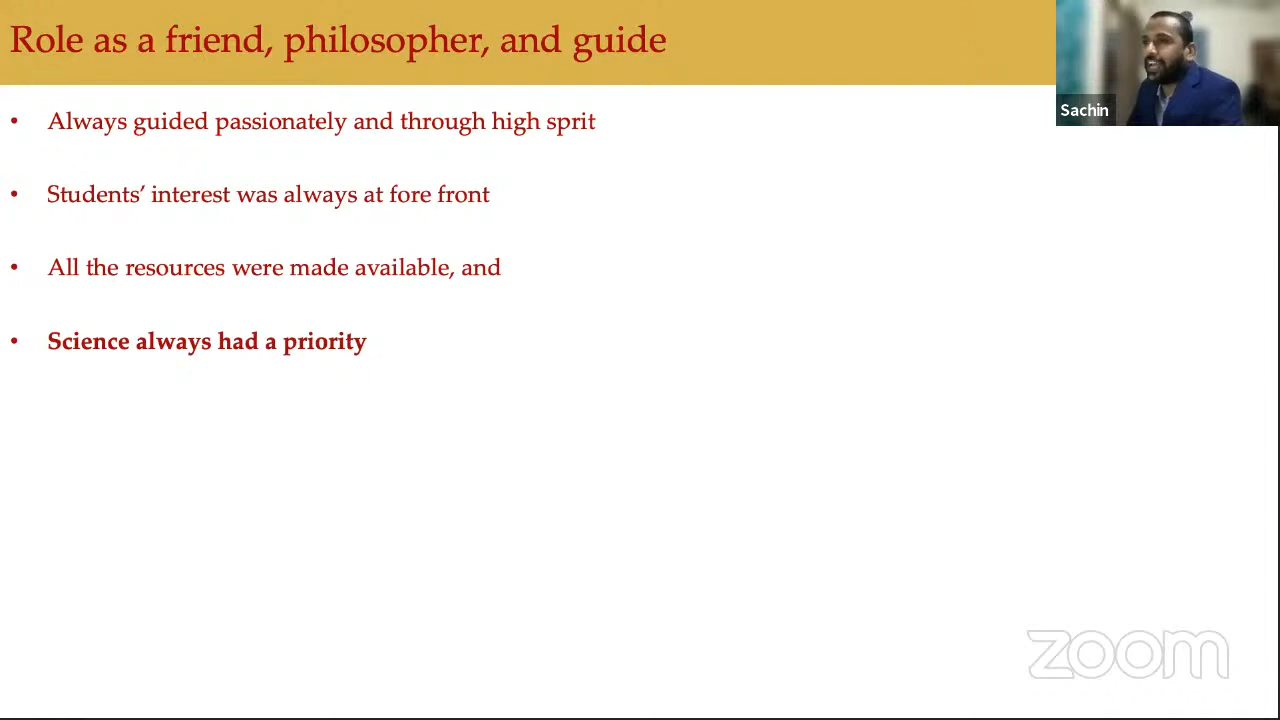 Role as a friend, philosopher, and guide
Sachin
• Always guided passionately and through high sprit
• Students’ interest was always at fore front
• All the resources were made available, and
• Science always had a priority
zoom